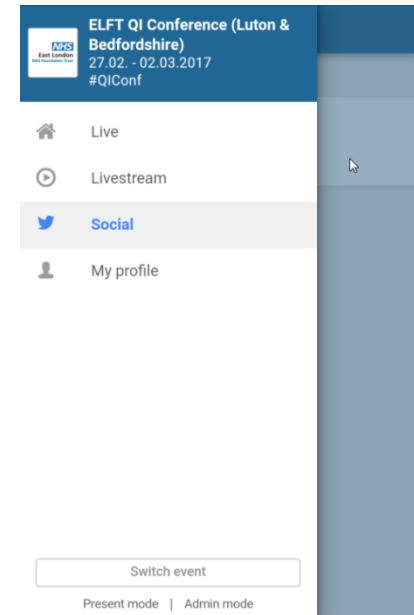 ELFT QI Conference (Luton &
Bedfordshire)
27.02. - 02.03.2017
#QIConf
NHS
East London
NHS Foundation Trust
Live
Livestream
Social
My profile
Switch event
Present mode | Admin mode